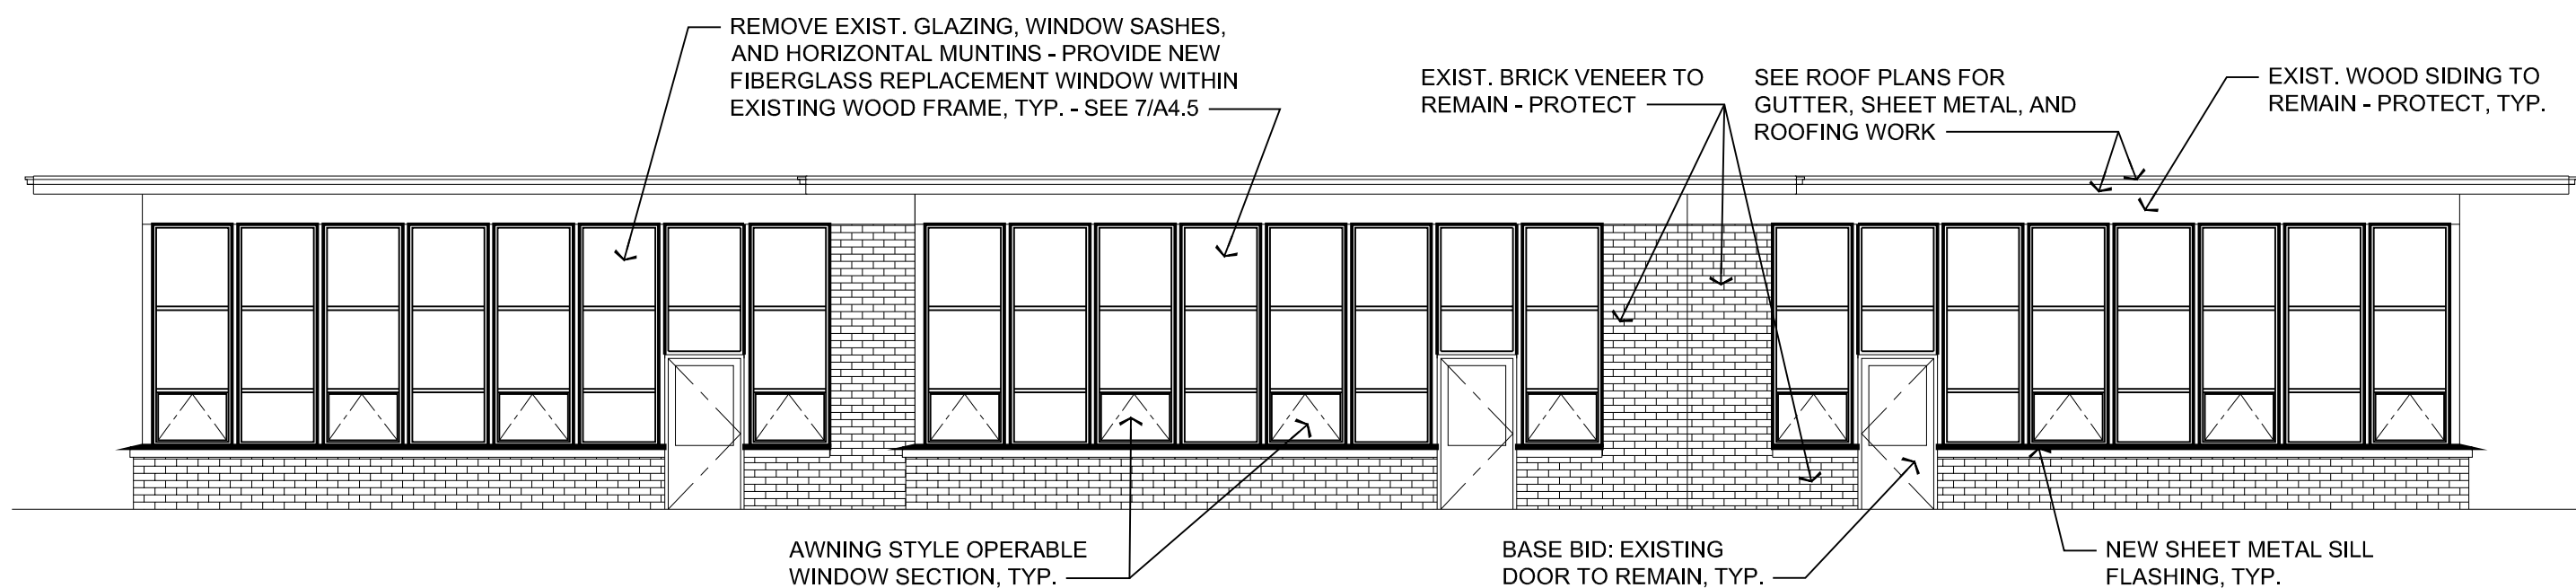 REMOVE EXIST. GLAZING, WINDOW SASHES,
AND HORIZONTAL MUNTINS - PROVIDE NEW
FIBERGLASS REPLACEMENT WINDOW WITHIN
EXISTING WOOD FRAME, TYP. - SEE 7/A4.5
EXIST. BRICK VENEER TO
REMAIN - PROTECT
SEE ROOF PLANS FOR
GUTTER, SHEET METAL, AND
ROOFING WORK
EXIST. WOOD SIDING TO
REMAIN - PROTECT, TYP.
AWNING STYLE OPERABLE
WINDOW SECTION, TYP.
BASE BID: EXISTING
DOOR TO REMAIN, TYP.
NEW SHEET METAL SILL
FLASHING, TYP.